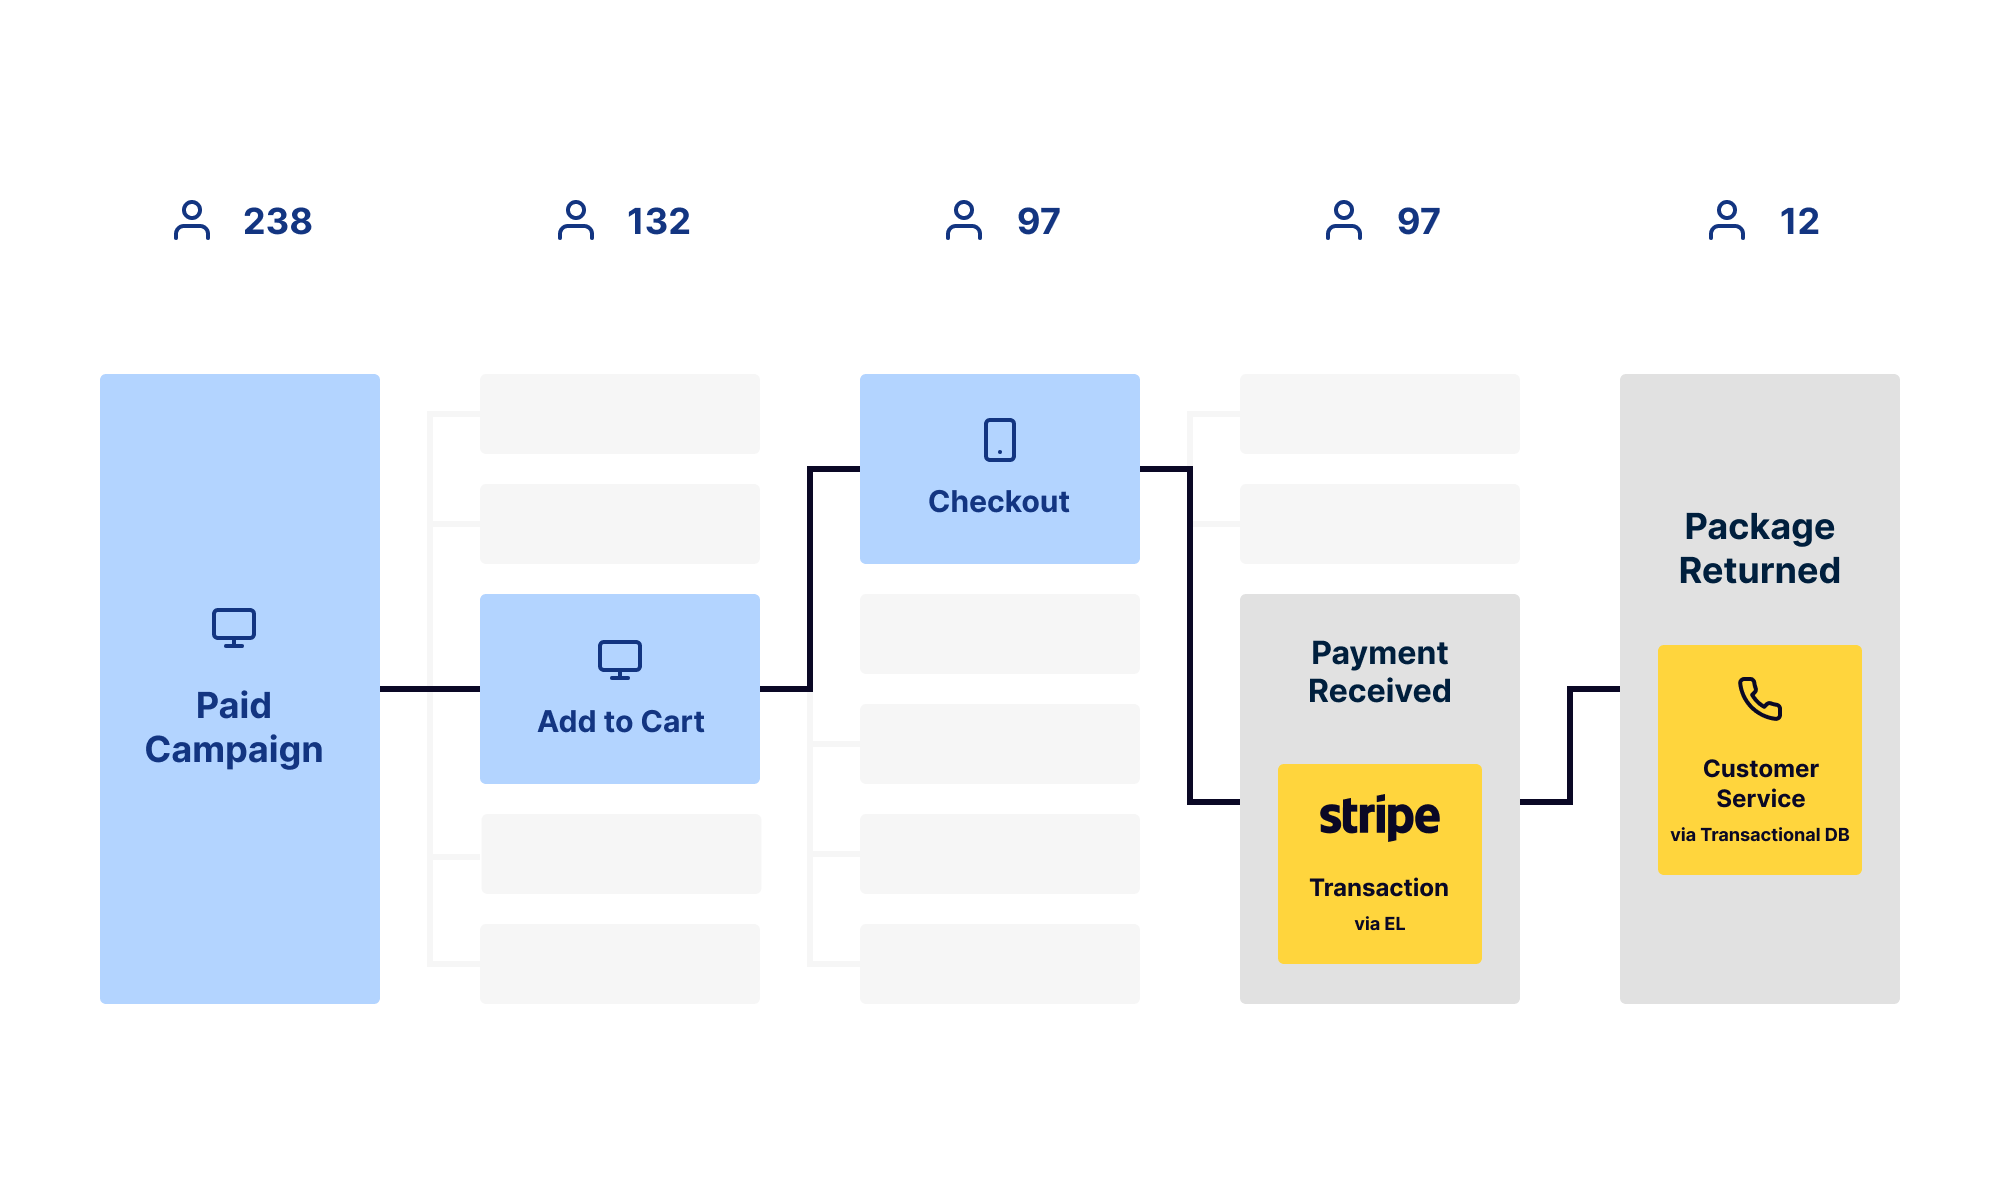 238
132
97
97
12
Paid
Campaign
Add to Cart
Checkout
Payment
Received
stripe
Transaction
via EL
Package
Returned
Customer
Service
via Transactional DB